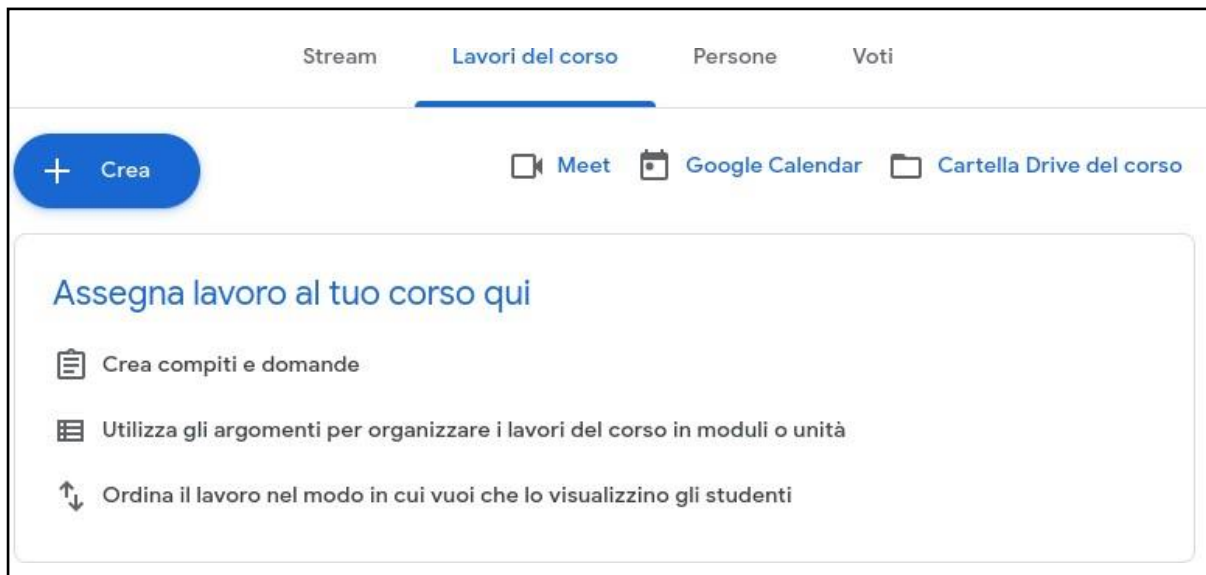 Stream Lavori del corso Persone Voti
Crea Meet Google Calendar Cartella Drive del corso
Assegna lavoro al tuo corso qui
Crea compiti e domande
Utilizza gli argomenti per organizzare i lavori del corso in moduli o unità
Ordina il lavoro nel modo in cui vuoi che lo visualizzino gli studenti